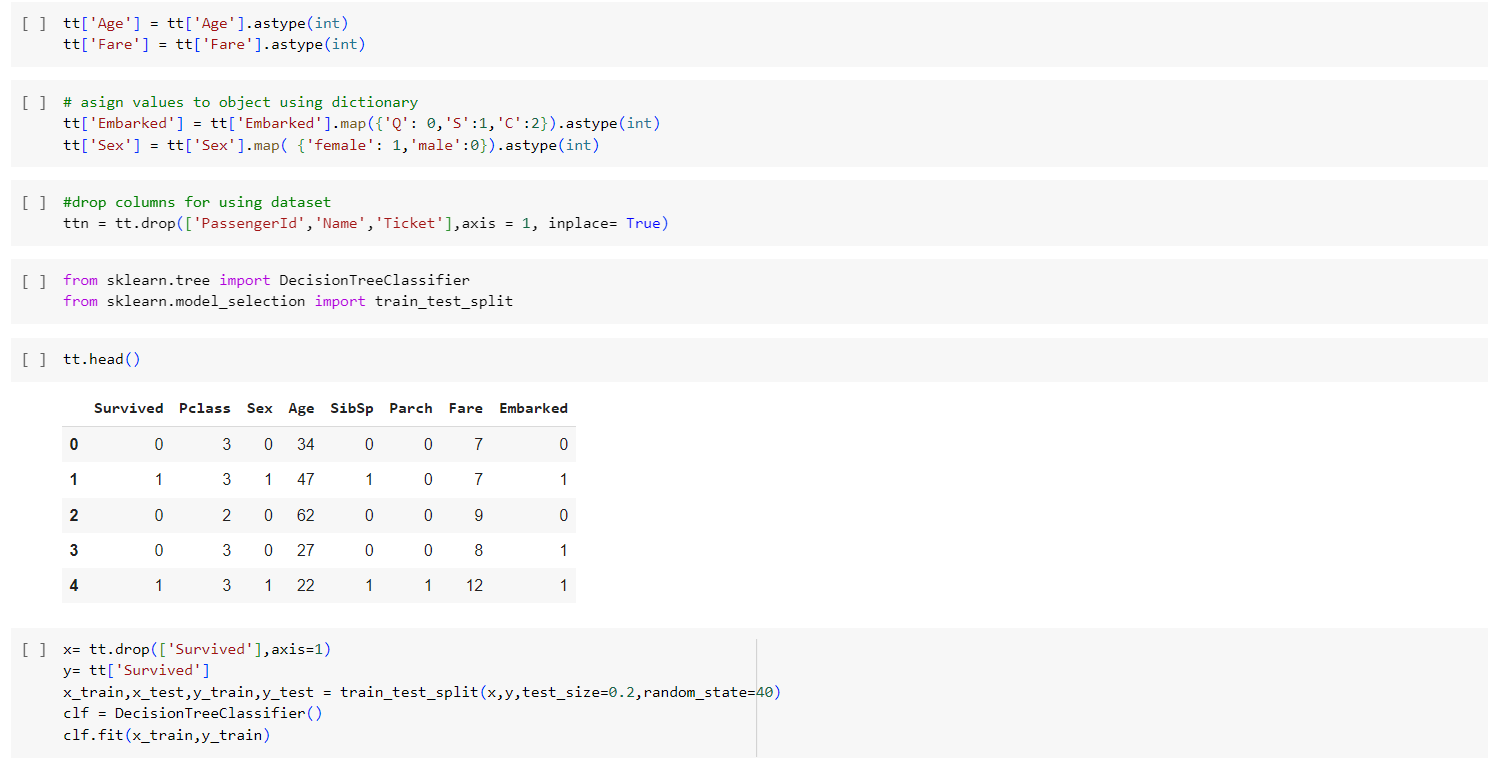 [ ] tt['Age'] = tt['Age'].astype(int)
tt['Fare'] = tt['Fare'].astype(int)
[ ] # asign values to object using dictionary
tt['Embarked'] = tt['Embarked'].map({'Q': 0,'S':1,'C':2}).astype(int)
tt['Sex'] = tt['Sex'].map( {'female': 1,'male':0}).astype(int)
[ ] #drop columns for using dataset
ttn = tt.drop(['PassengerId','Name','Ticket'],axis = 1, inplace= True)
[ ] from sklearn.tree import DecisionTreeClassifier
from sklearn.model_selection import train_test_split
[ ] tt.head()
Survived Pclass Sex Age SibSp Parch Fare Embarked
0 0 3 0 34 0 0 7 0
1 1 3 1 47 1 0 7 1
2 0 2 0 62 0 0 9 0
3 0 3 0 27 0 0 8 1
4 1 3 1 22 1 1 12 1
[ ] x= tt.drop(['Survived'],axis=1)
y= tt['Survived']
x_train,x_test,y_train,y_test = train_test_split(x,y,test_size=0.2,random_state=40)
clf = DecisionTreeClassifier()
clf.fit(x_train,y_train)